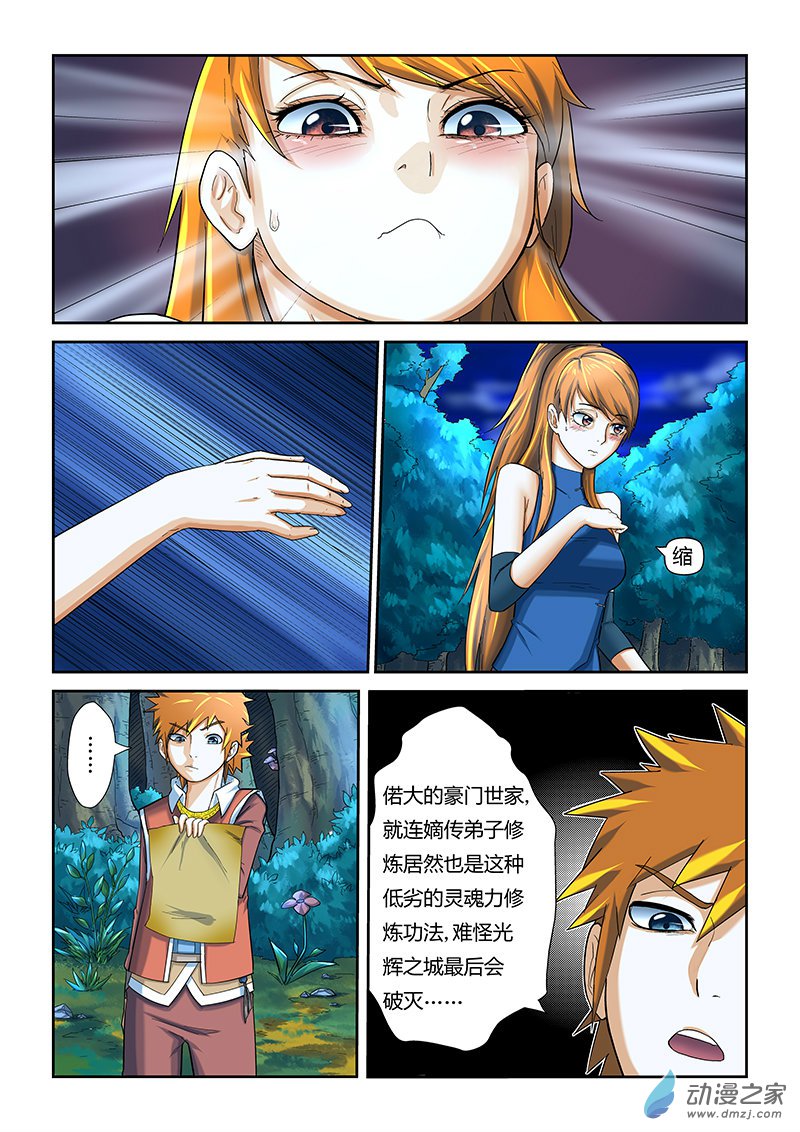 缩
……
偌大的豪门世家,
就连嫡传弟子修
炼居然也是这种
低劣的灵魂力修
炼功法,难怪光
辉之城最后会
破灭……
动漫之家
www.dmzj.com